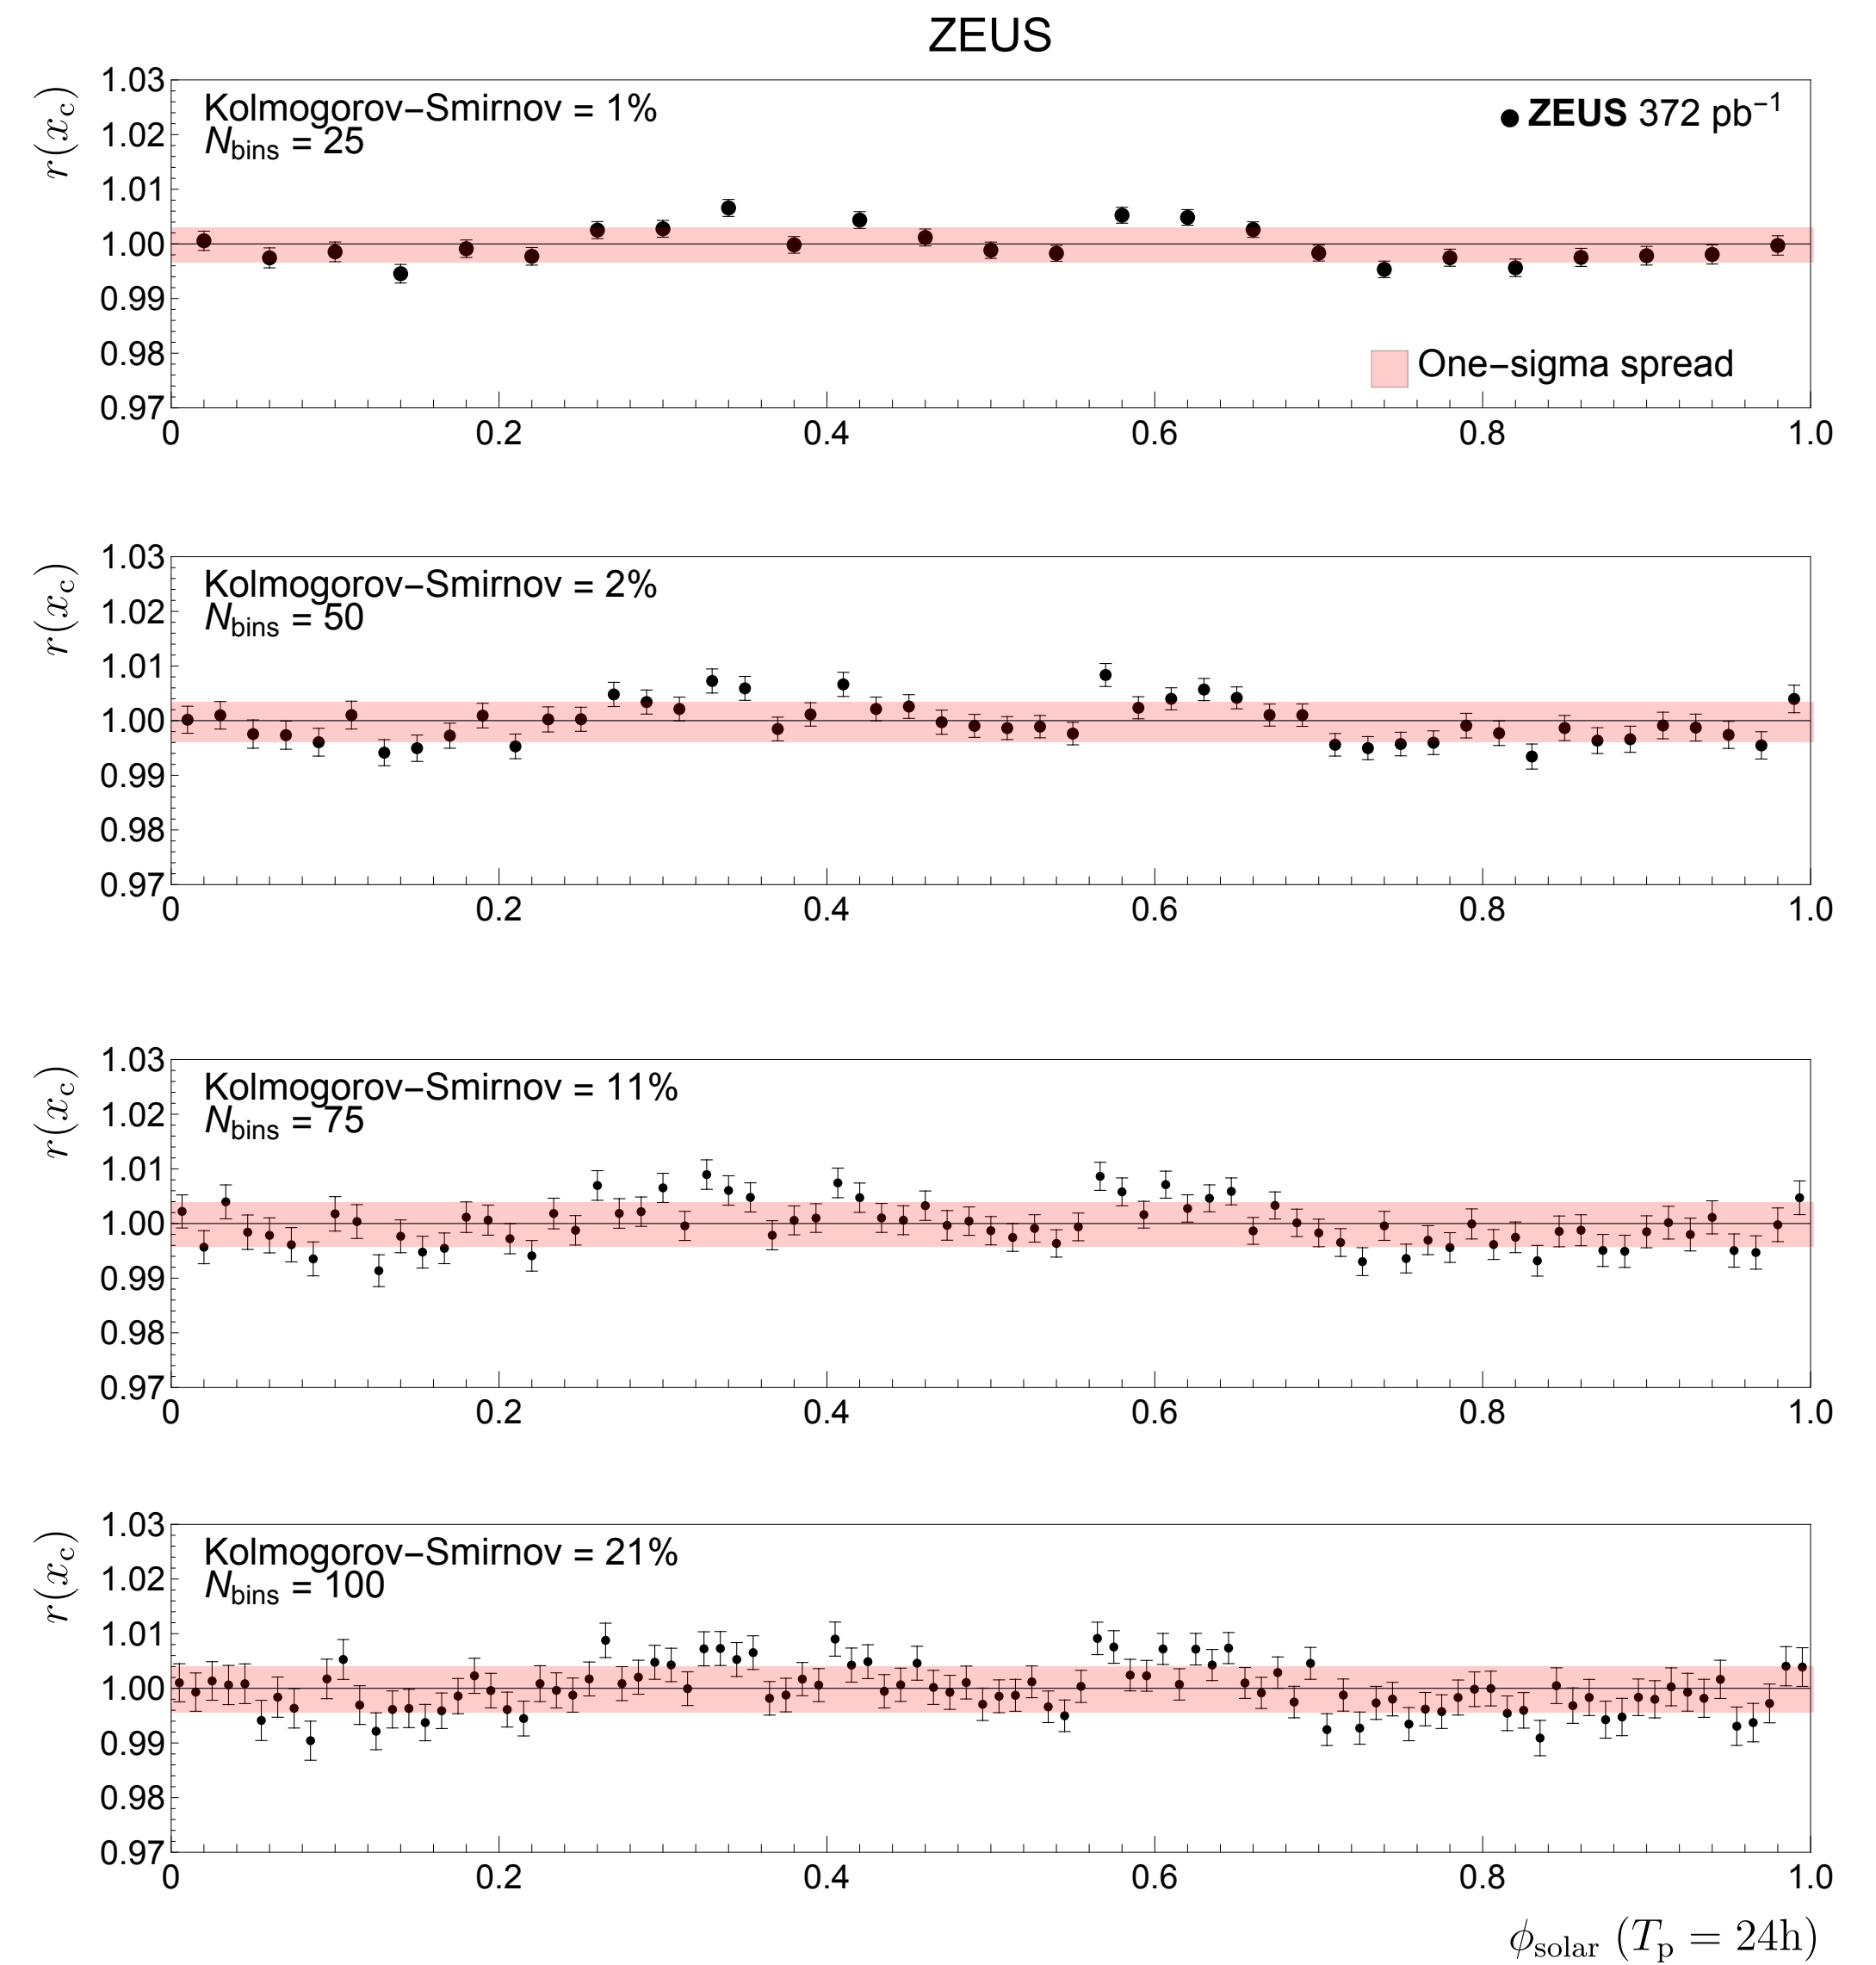 ZEUS
r(x_c)
1.03
1.02
1.01
1.00
0.99
0.98
0.97
Kolmogorov−Smirnov = 1%
N_bins = 25
● ZEUS 372 pb⁻¹
One−sigma spread
0 0.2 0.4 0.6 0.8 1.0
r(x_c)
1.03
1.02
1.01
1.00
0.99
0.98
0.97
Kolmogorov−Smirnov = 2%
N_bins = 50
0 0.2 0.4 0.6 0.8 1.0
r(x_c)
1.03
1.02
1.01
1.00
0.99
0.98
0.97
Kolmogorov−Smirnov = 11%
N_bins = 75
0 0.2 0.4 0.6 0.8 1.0
r(x_c)
1.03
1.02
1.01
1.00
0.99
0.98
0.97
Kolmogorov−Smirnov = 21%
N_bins = 100
0 0.2 0.4 0.6 0.8 1.0
ϕ_solar (T_p = 24h)